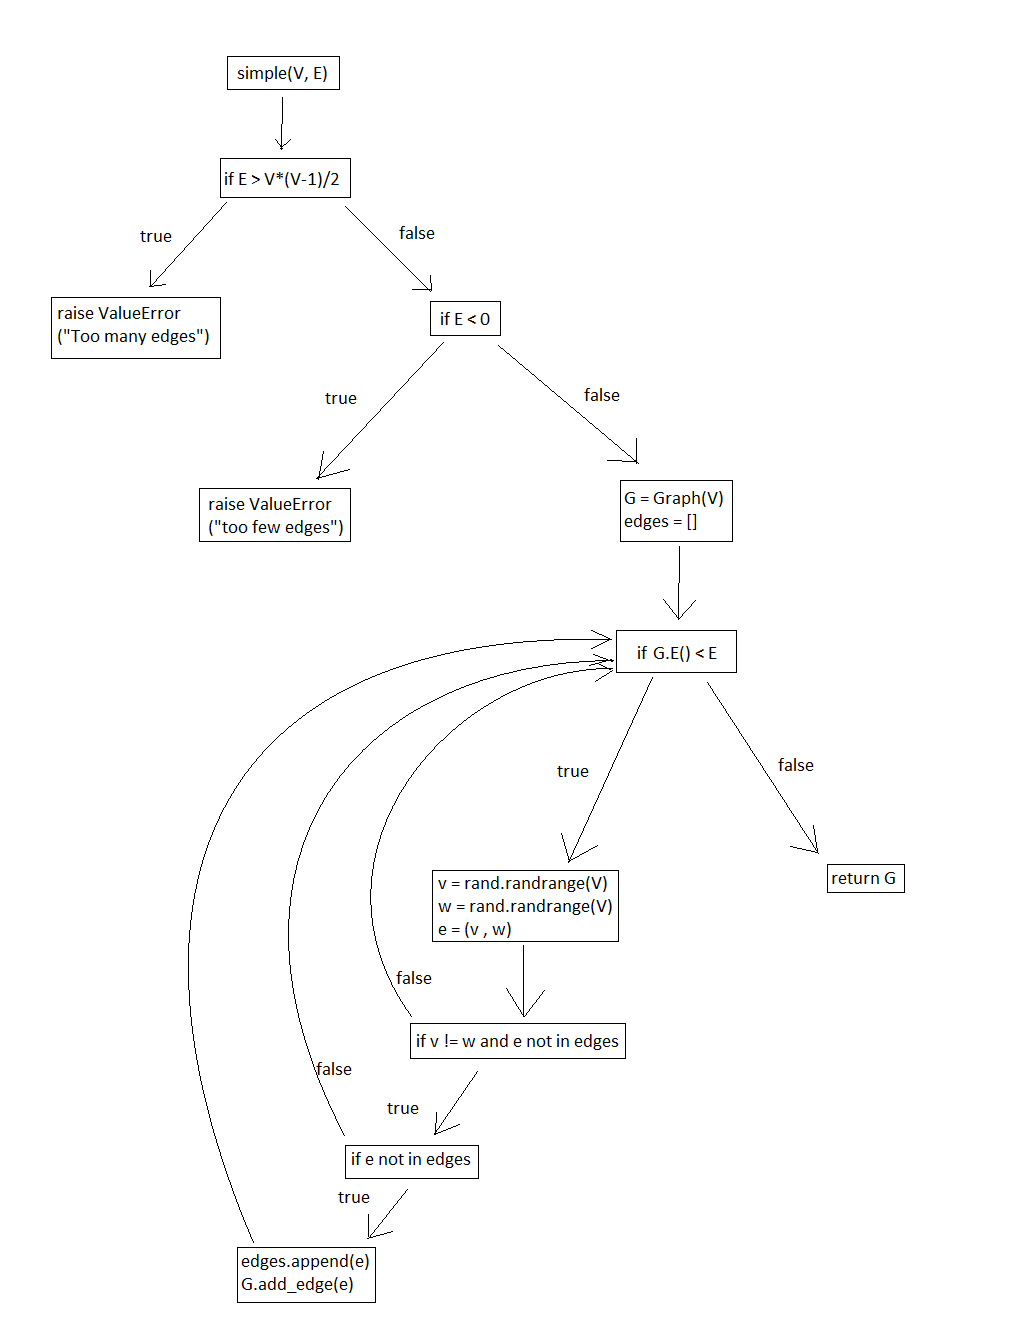 simple(V, E)
if E > V*(V-1)/2
true
false
raise ValueError
("Too many edges")
if E < 0
true
false
raise ValueError
("too few edges")
G = Graph(V)
edges = []
if G.E() < E
true
false
v = rand.randrange(V)
w = rand.randrange(V)
e = (v , w)
return G
false
if v != w and e not in edges
false
true
if e not in edges
true
edges.append(e)
G.add_edge(e)